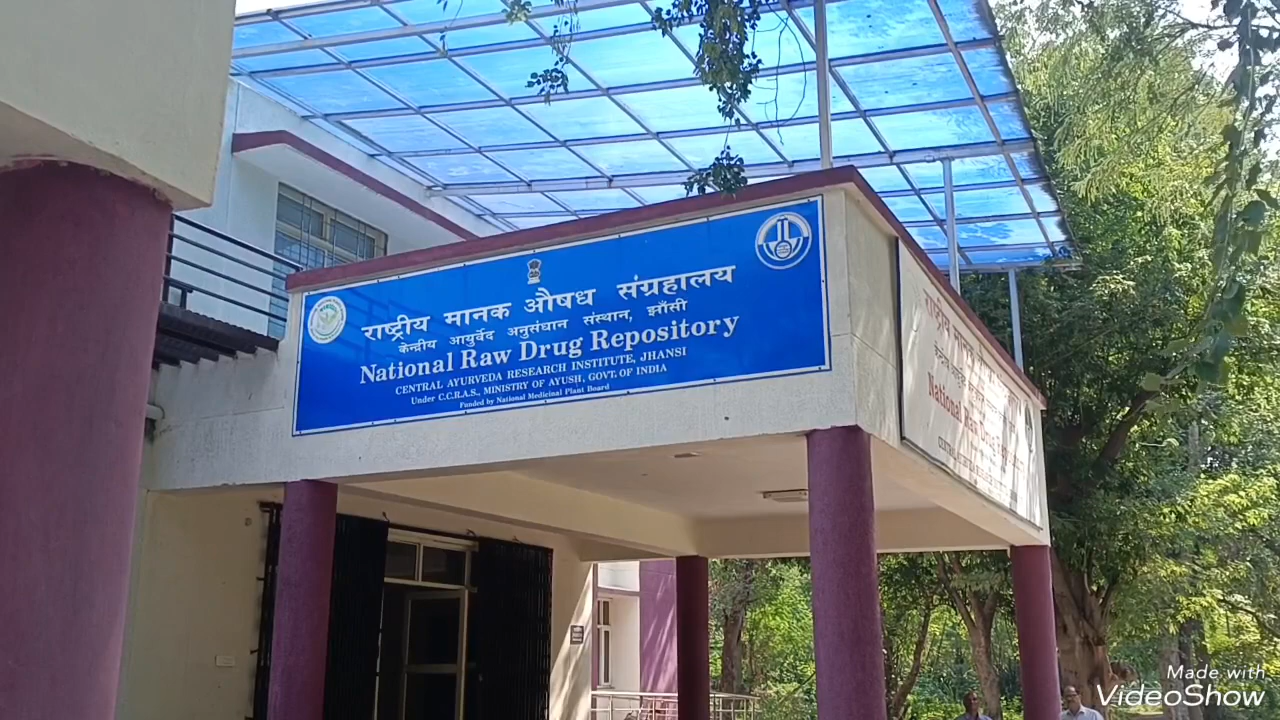 राष्ट्रीय मानक औषध संग्रहालय
केन्द्रीय आयुर्वेद अनुसंधान संस्थान, झाँसी
National Raw Drug Repository
CENTRAL AYURVEDA RESEARCH INSTITUTE, JHANSI
Under C.C.R.A.S., MINISTRY OF AYUSH, GOVT. OF INDIA
Funded by National Medicinal Plant Board
राष्ट्रीय मानक
National Raw Drug
Made with
VideoShow